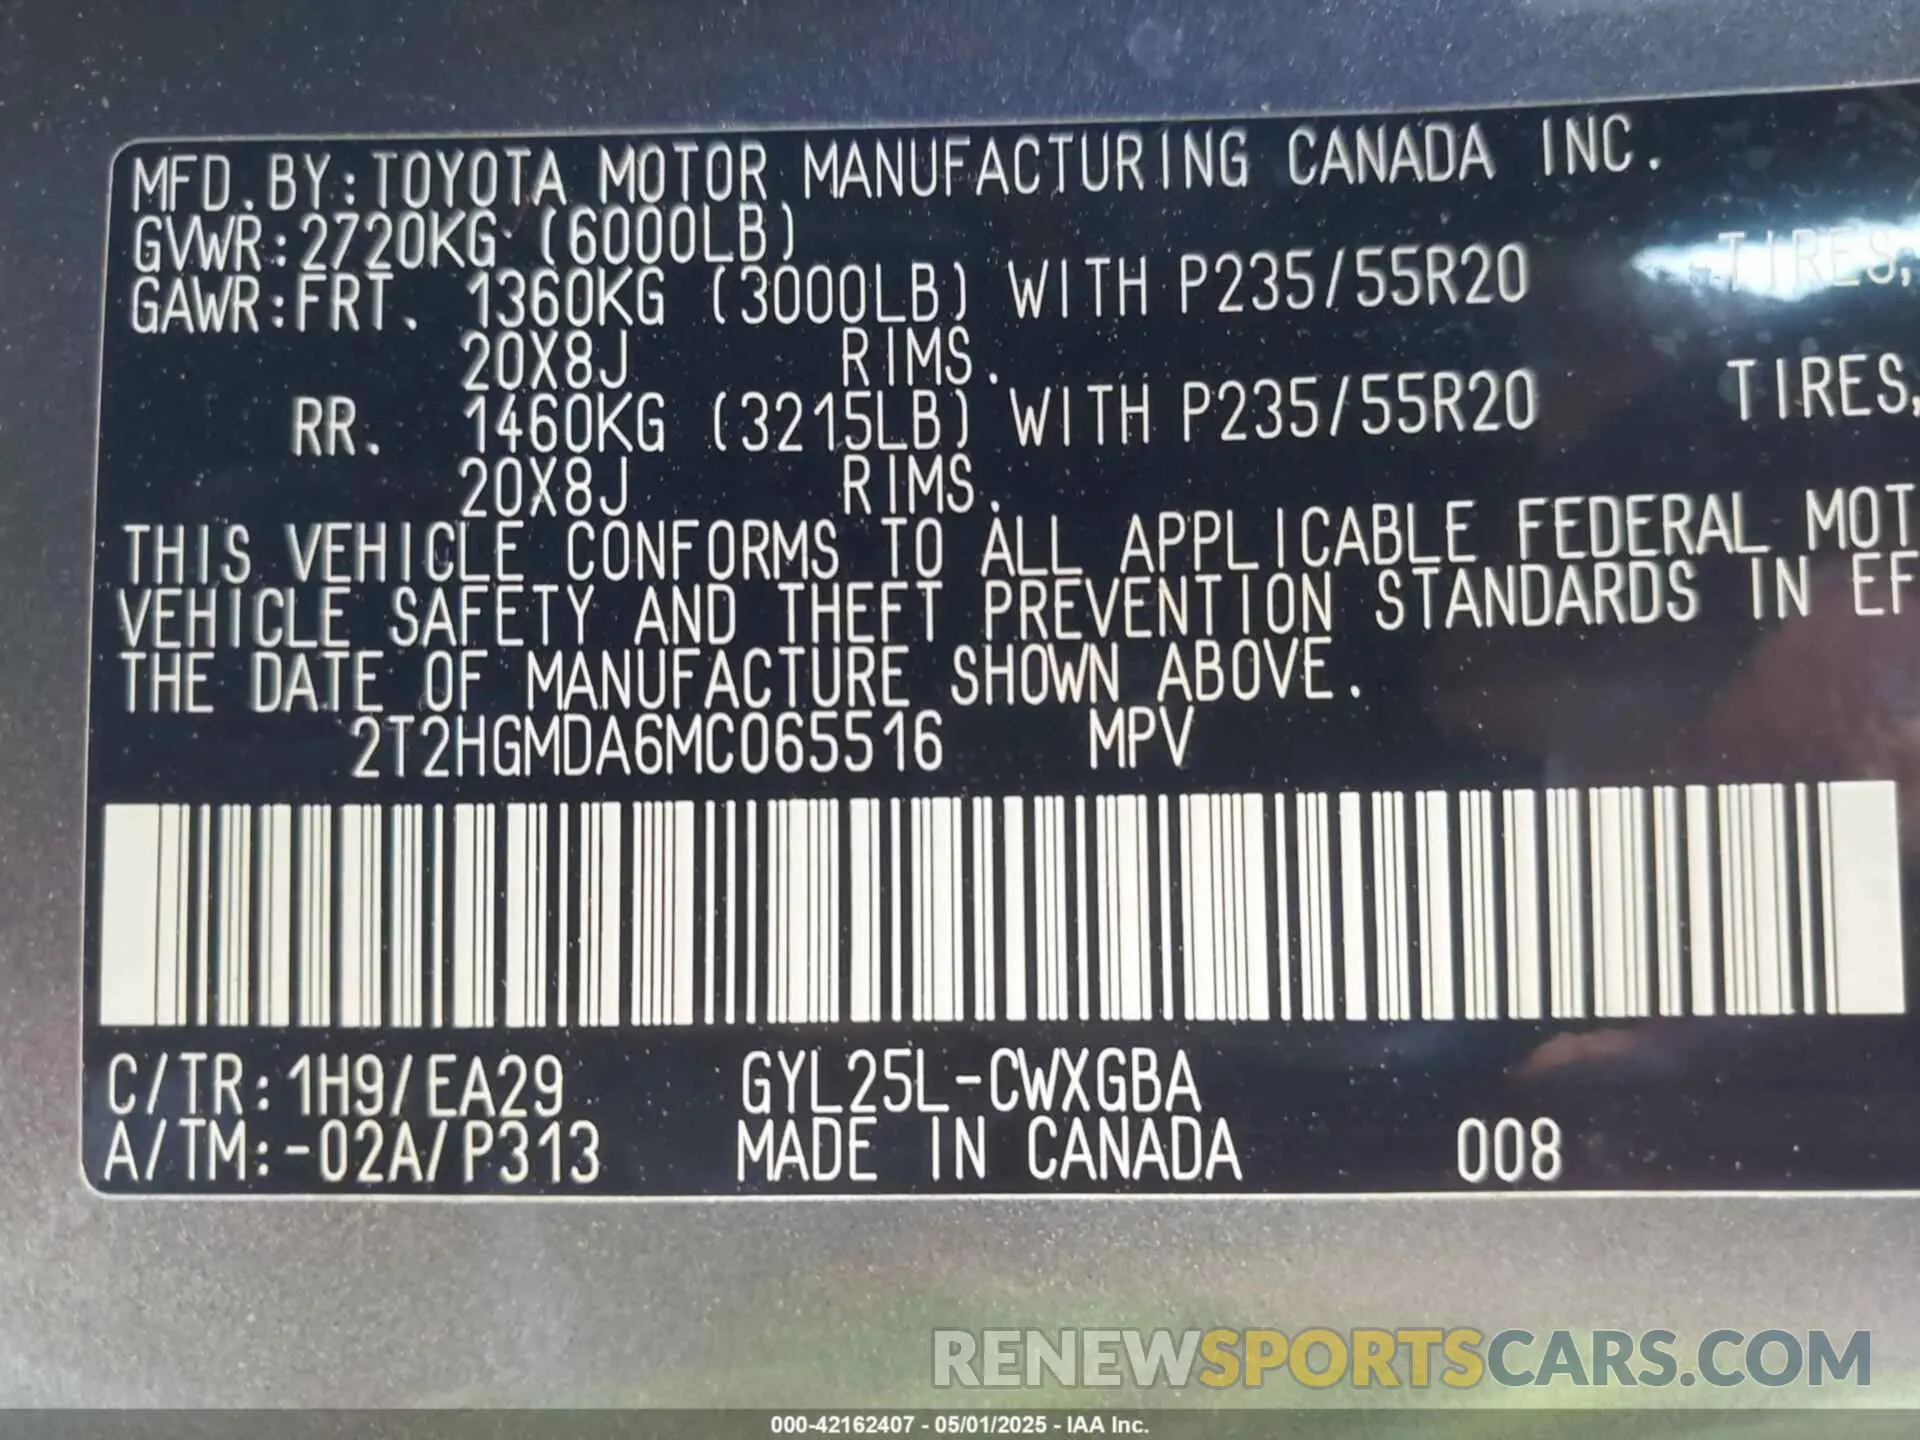 MFD.BY:TOYOTA MOTOR MANUFACTURING CANADA INC.
GVWR:2720KG (6000LB)
GAWR:FRT. 1360KG (3000LB) WITH P235/55R20 TIRES,
20X8J RIMS.
RR. 1460KG (3215LB) WITH P235/55R20 TIRES,
20X8J RIMS.
THIS VEHICLE CONFORMS TO ALL APPLICABLE FEDERAL MOT
VEHICLE SAFETY AND THEFT PREVENTION STANDARDS IN EF
THE DATE OF MANUFACTURE SHOWN ABOVE.
2T2HGMDA6MC065516 MPV
C/TR:1H9/EA29 GYL25L-CWXGBA
A/TM:-02A/P313 MADE IN CANADA 008
RENEWSPORTSCARS.COM
000-42162407 - 05/01/2025 - IAA Inc.